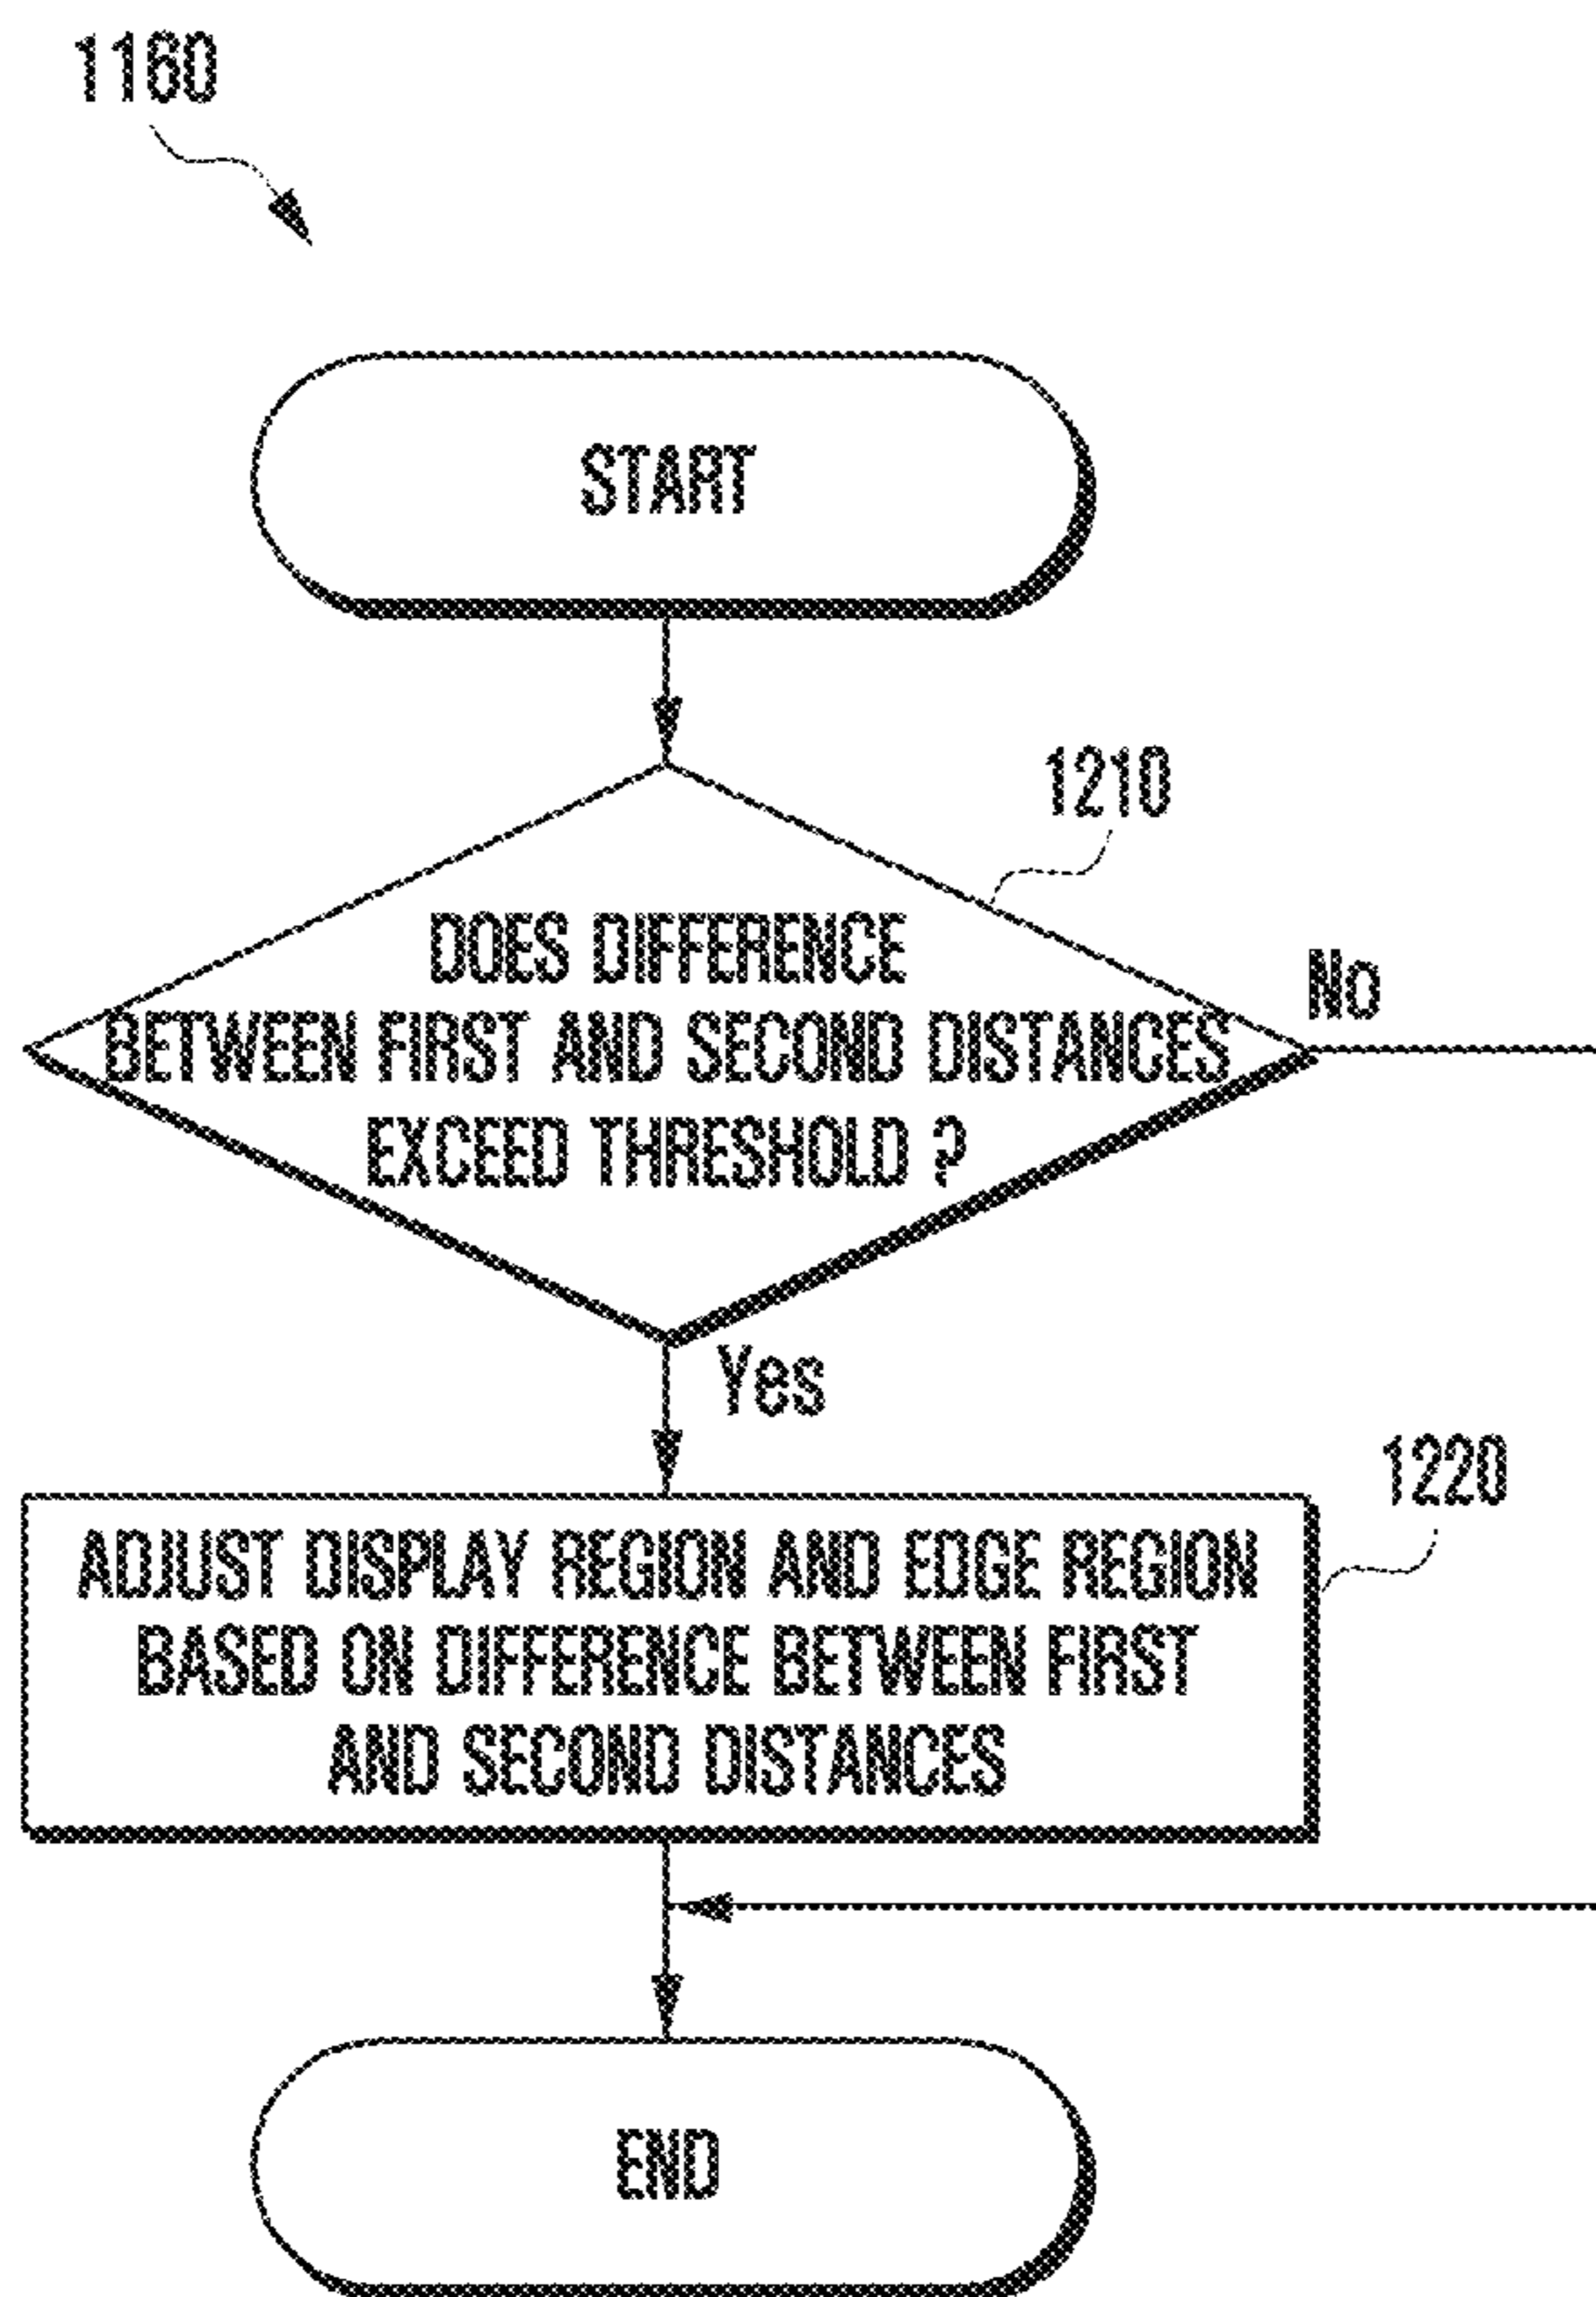 1160
START
1210
DOES DIFFERENCE
BETWEEN FIRST AND SECOND DISTANCES
EXCEED THRESHOLD ?
No
Yes
1220
ADJUST DISPLAY REGION AND EDGE REGION
BASED ON DIFFERENCE BETWEEN FIRST
AND SECOND DISTANCES
END